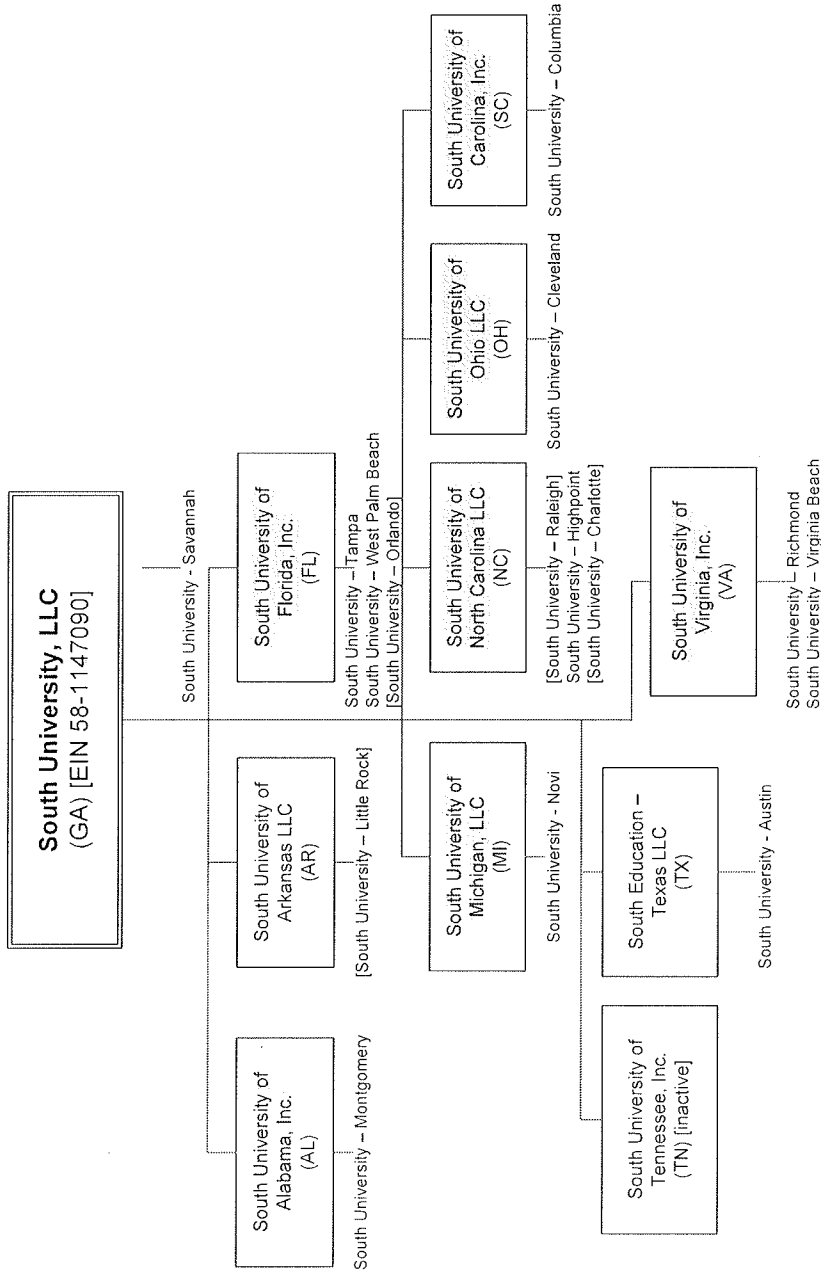 South University, LLC
(GA) [EIN 58-1147090]
South University - Savannah
South University of
Alabama, Inc.
(AL)
South University – Montgomery
South University of
Arkansas LLC
(AR)
[South University – Little Rock]
South University of
Florida, Inc.
(FL)
South University – Tampa
South University – West Palm Beach
[South University – Orlando]
South University of
Michigan, LLC
(MI)
South University - Novi
South University of
North Carolina LLC
(NC)
[South University – Raleigh]
South University – Highpoint
[South University – Charlotte]
South University of
Ohio LLC
(OH)
South University – Cleveland
South University of
Carolina, Inc.
(SC)
South University – Columbia
South University of
Tennessee, Inc.
(TN) [inactive]
South Education –
Texas LLC
(TX)
South University - Austin
South University of
Virginia, Inc.
(VA)
South University – Richmond
South University – Virginia Beach